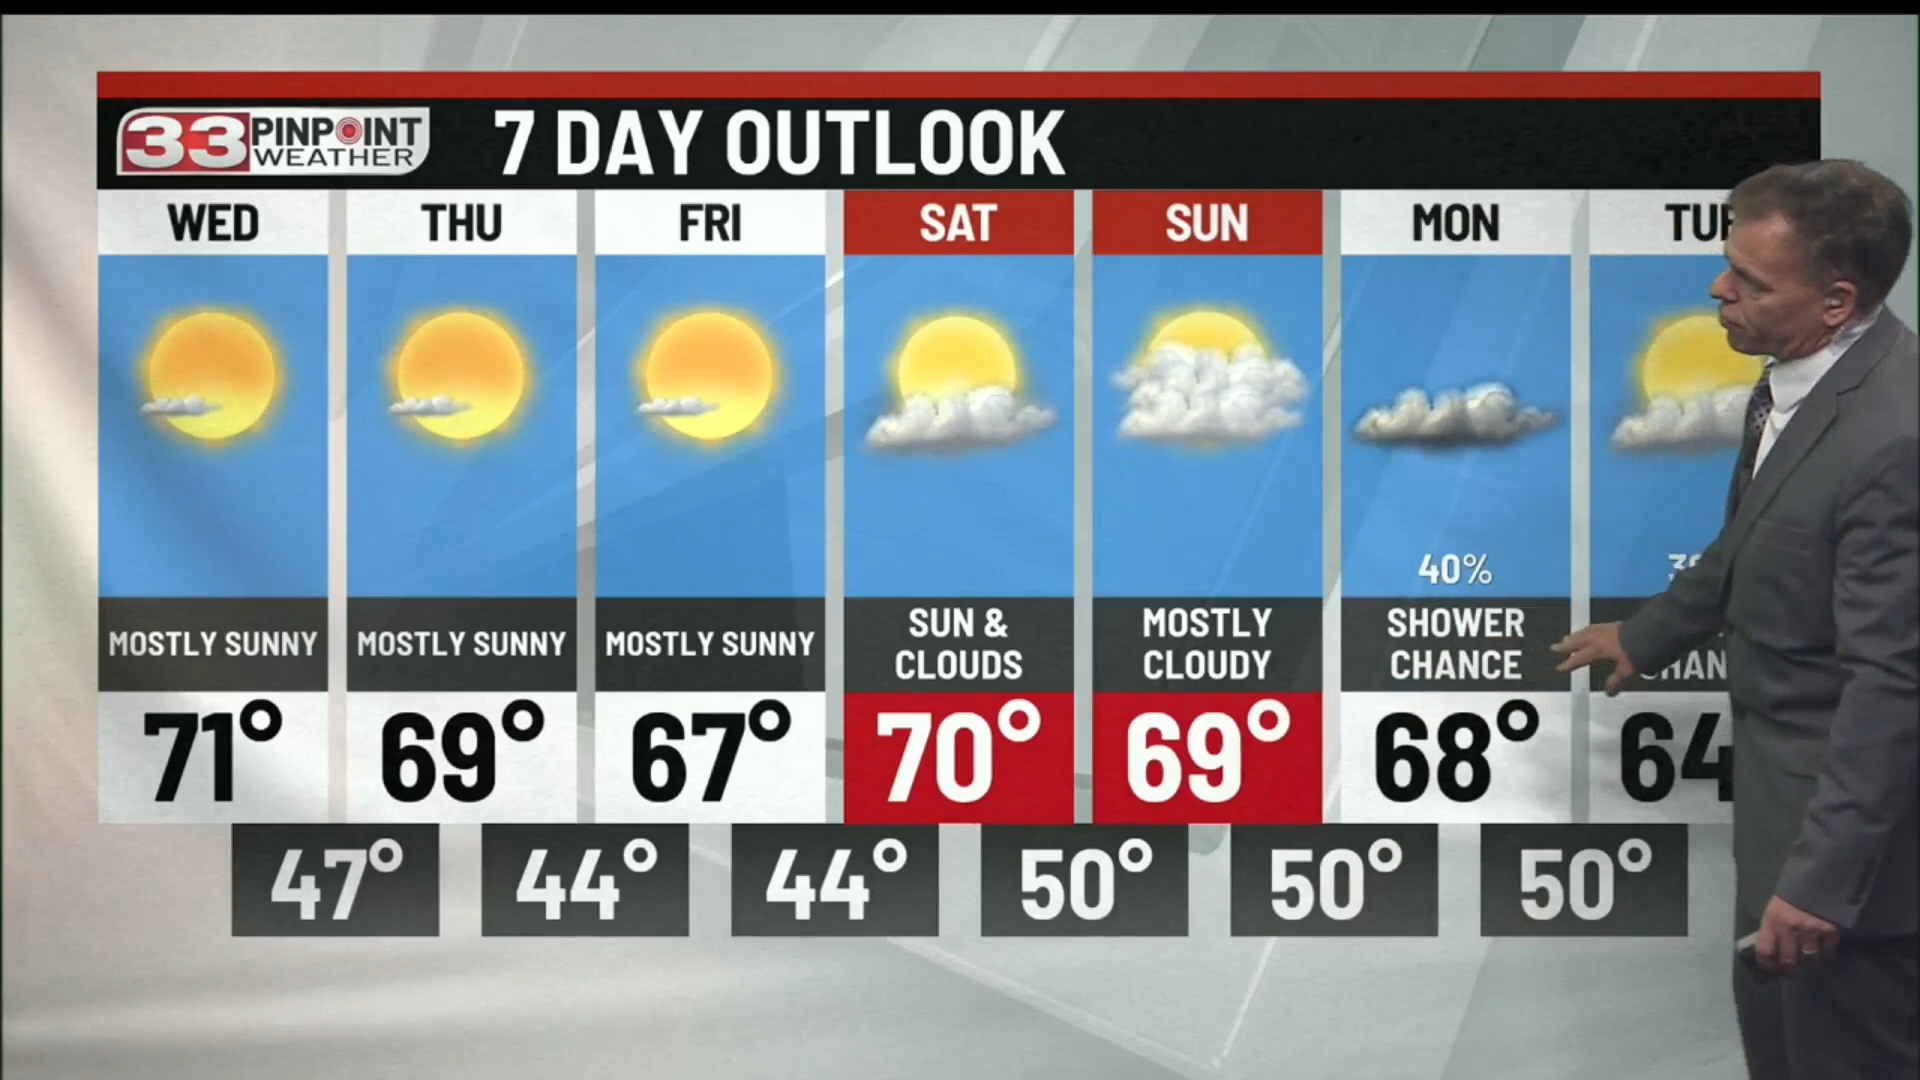 33 PINPOINT
WEATHER
7 DAY OUTLOOK
WED THU FRI SAT SUN MON
40%
MOSTLY SUNNY MOSTLY SUNNY MOSTLY SUNNY
SUN & CLOUDS
MOSTLY CLOUDY
SHOWER CHANCE
71° 69° 67° 70° 69° 68° 64
47° 44° 44° 50° 50° 50°